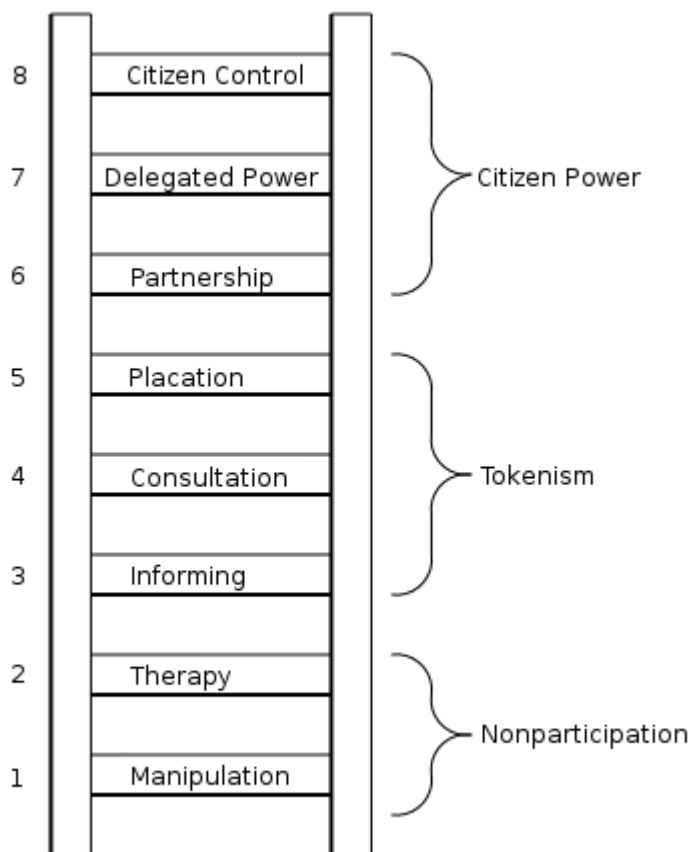 8 Citizen Control
7 Delegated Power
Citizen Power
6 Partnership
5 Placation
4 Consultation
Tokenism
3 Informing
2 Therapy
Nonparticipation
1 Manipulation